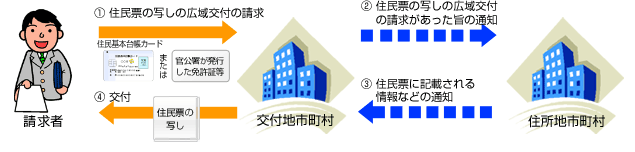 ① 住民票の写しの広域交付の請求
住民基本台帳カード
または
官公署が発行
した免許証等
④ 交付
住民票の
写し
請求者
交付地市町村
② 住民票の写しの広域交付
の請求があった旨の通知
③ 住民票に記載される
情報などの通知
住所地市町村